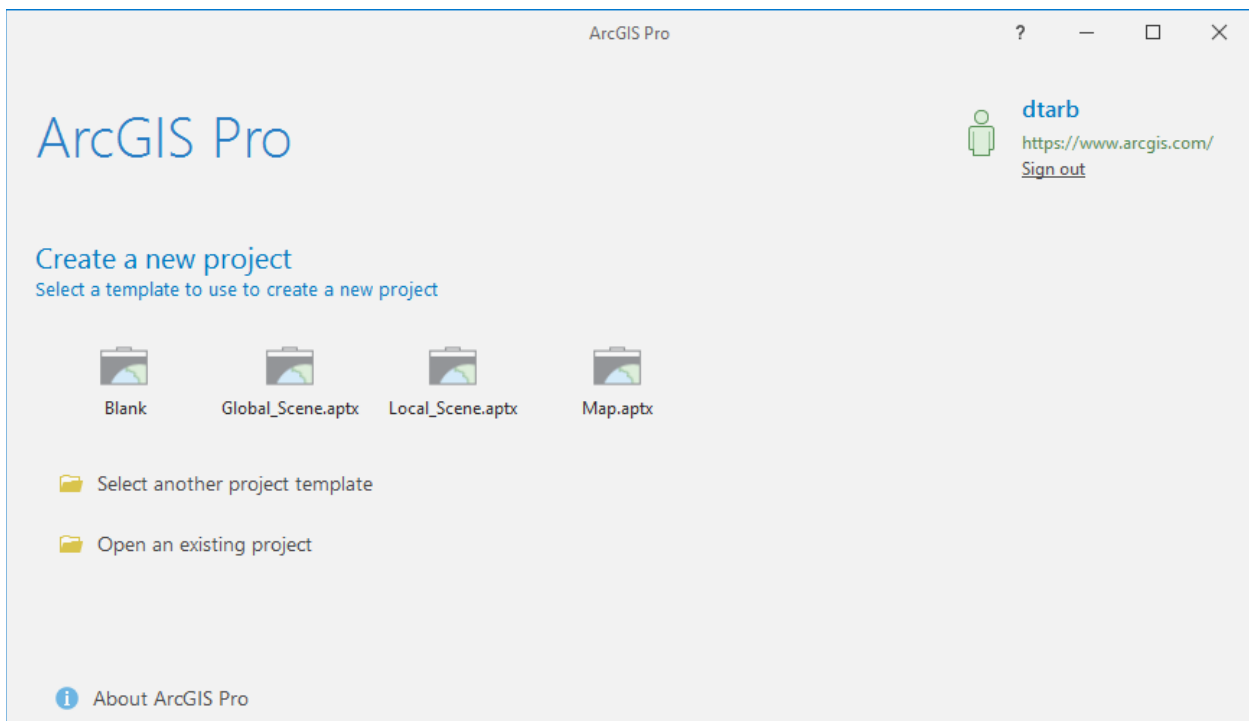 ArcGIS Pro
?
ArcGIS Pro
dtarb
https://www.arcgis.com/
Sign out
Create a new project
Select a template to use to create a new project
Blank Global_Scene.aptx Local_Scene.aptx Map.aptx
Select another project template
Open an existing project
About ArcGIS Pro